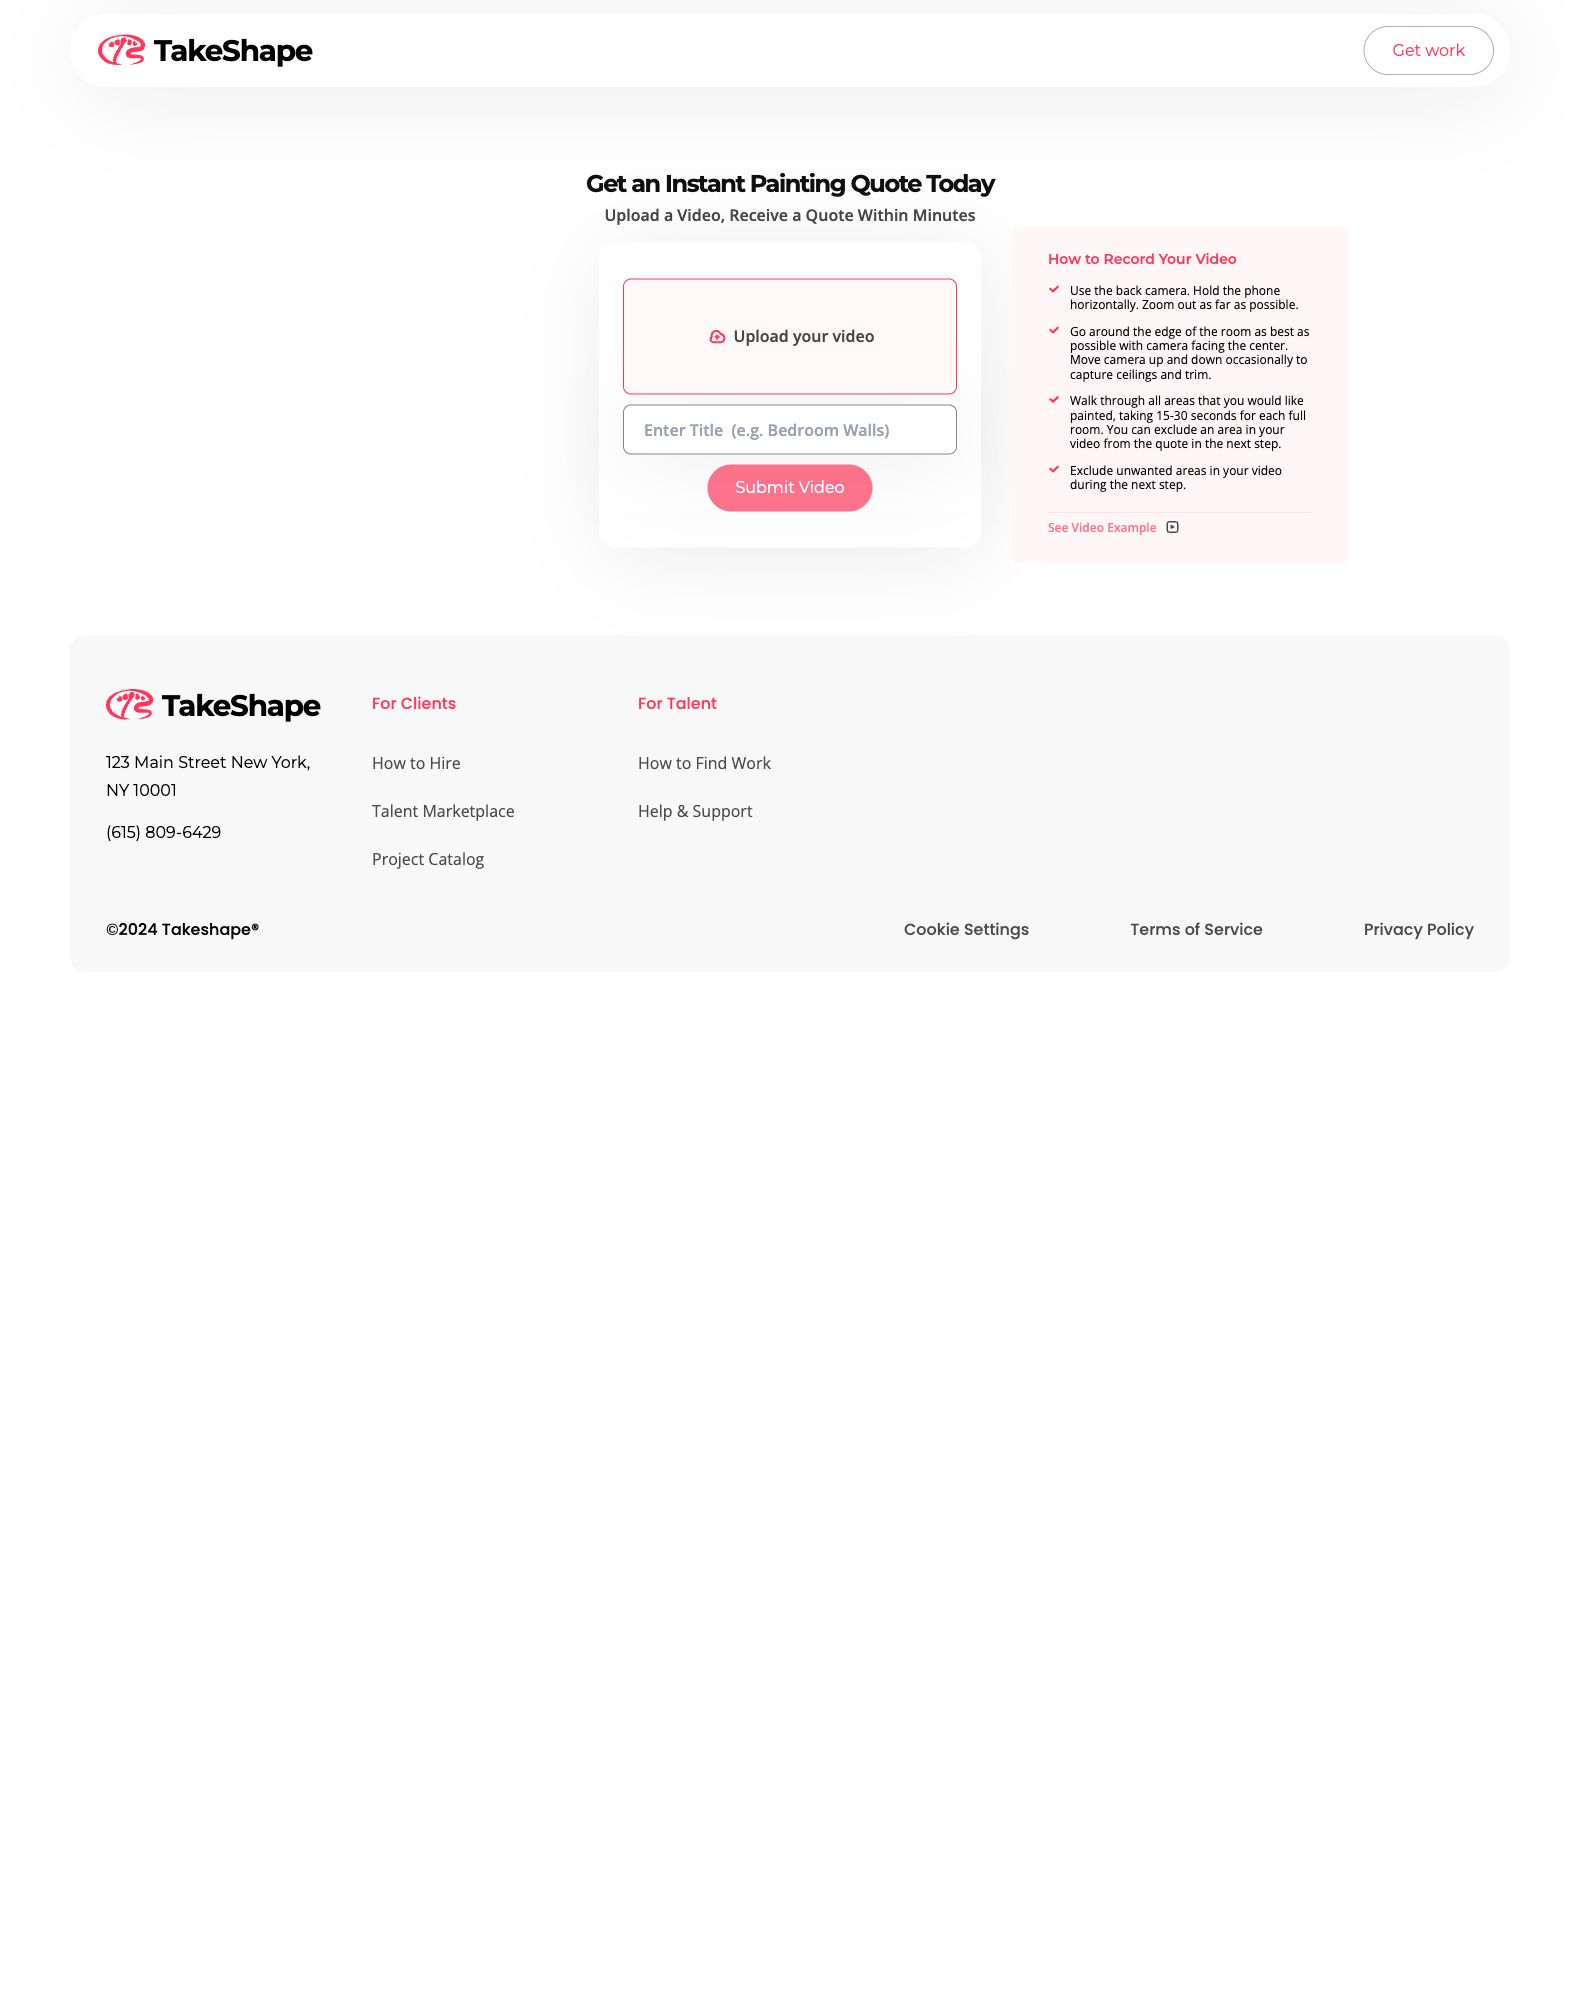 TakeShape
Get work
Get an Instant Painting Quote Today
Upload a Video, Receive a Quote Within Minutes
Upload your video
Enter Title (e.g. Bedroom Walls)
Submit Video
How to Record Your Video
Use the back camera. Hold the phone
horizontally. Zoom out as far as possible.
Go around the edge of the room as best as
possible with camera facing the center.
Move camera up and down occasionally to
capture ceilings and trim.
Walk through all areas that you would like
painted, taking 15-30 seconds for each full
room. You can exclude an area in your
video from the quote in the next step.
Exclude unwanted areas in your video
during the next step.
See Video Example
TakeShape
123 Main Street New York,
NY 10001
(615) 809-6429
For Clients
How to Hire
Talent Marketplace
Project Catalog
For Talent
How to Find Work
Help & Support
©2024 Takeshape®
Cookie Settings
Terms of Service
Privacy Policy